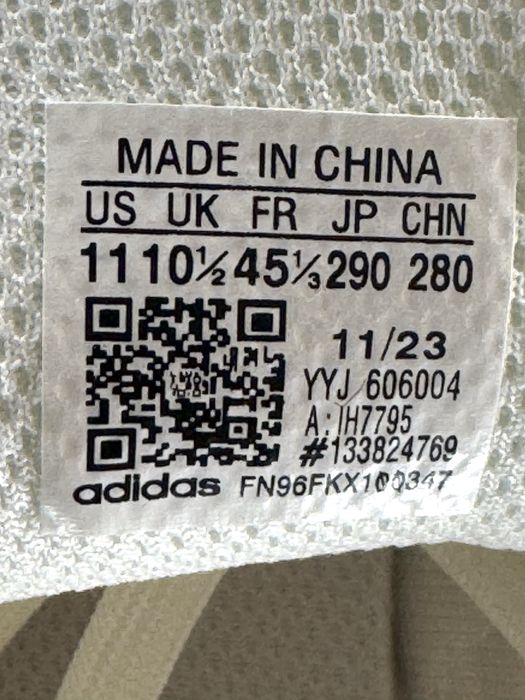 MADE IN CHINA
US UK FR JP CHN
11 10½ 45⅓ 290 280
11/23
YYJ 606004
A: IH7795
#133824769
adidas FN96FKX100347